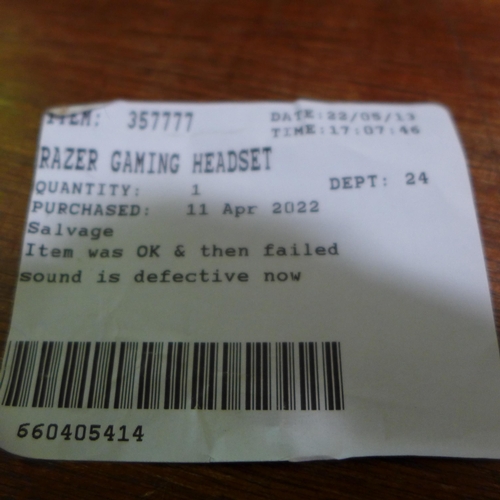 ITEM: 357777 DATE:22/05/13
TIME:17:07:46
RAZER GAMING HEADSET
QUANTITY: 1 DEPT: 24
PURCHASED: 11 Apr 2022
Salvage
Item was OK & then failed
sound is defective now
660405414